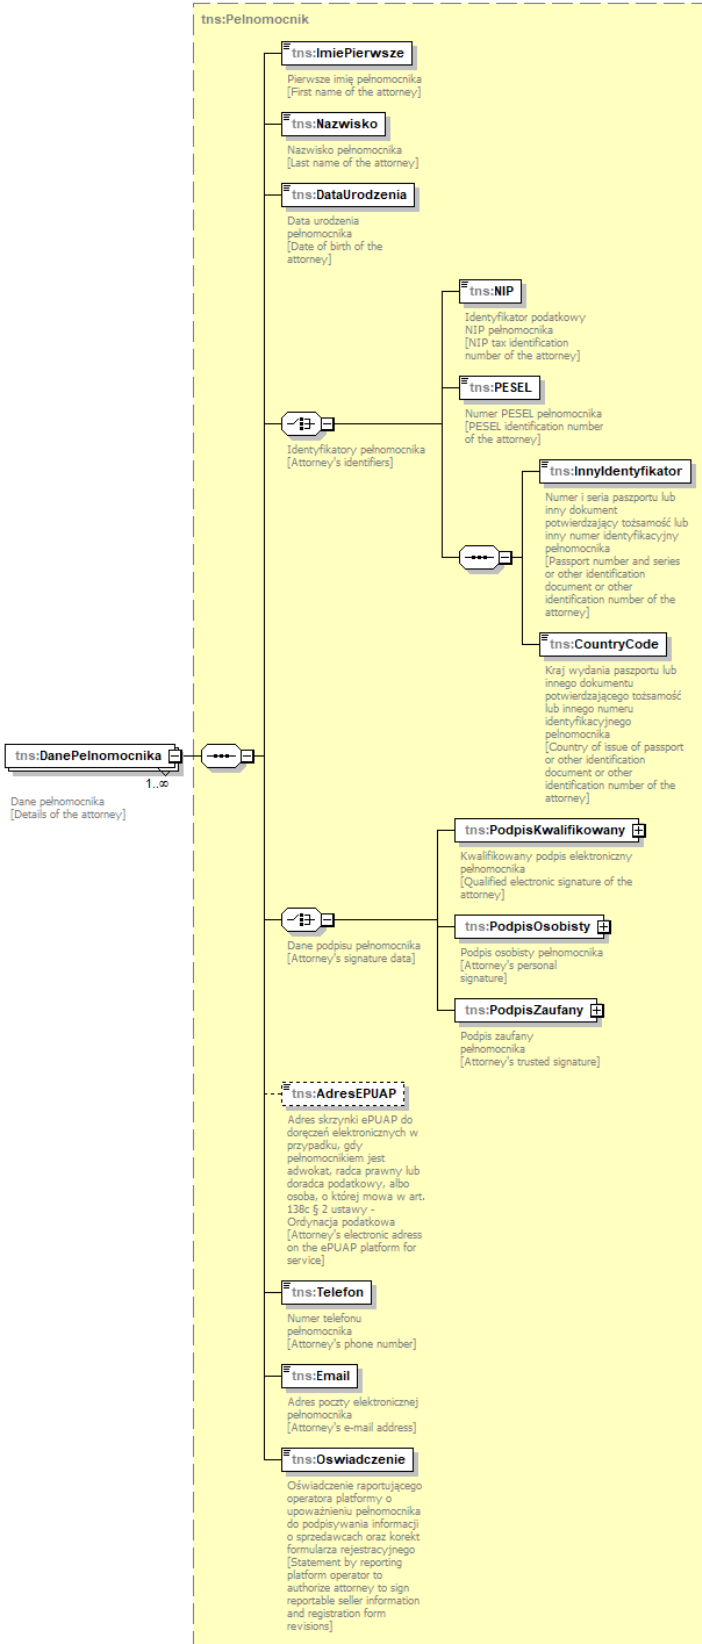 tns:Pelnomocnik
tns:ImiePierwsze
Pierwsze imię pełnomocnika
[First name of the attorney]
tns:Nazwisko
Nazwisko pełnomocnika
[Last name of the attorney]
tns:DataUrodzenia
Data urodzenia
pełnomocnika
[Date of birth of the
attorney]
tns:NIP
Identyfikator podatkowy
NIP pełnomocnika
[NIP tax identification
number of the attorney]
tns:PESEL
Numer PESEL pełnomocnika
[PESEL identification number
of the attorney]
Identyfikatory pełnomocnika
[Attorney's identifiers]
tns:InnyIdentyfikator
Numer i seria paszportu lub
inny dokument
potwierdzający tożsamość lub
inny numer identyfikacyjny
pełnomocnika
[Passport number and series
or other identification
document or other
identification number of the
attorney]
tns:CountryCode
Kraj wydania paszportu lub
innego dokumentu
potwierdzającego tożsamość
lub innego numeru
identyfikacyjnego
pełnomocnika
[Country of issue of passport
or other identification
document or other
identification number of the
attorney]
tns:DanePelnomocnika
1..∞
Dane pełnomocnika
[Details of the attorney]
tns:PodpisKwalifikowany
Kwalifikowany podpis elektroniczny
pełnomocnika
[Qualified electronic signature of the
attorney]
Dane podpisu pełnomocnika
[Attorney's signature data]
tns:PodpisOsobisty
Podpis osobisty pełnomocnika
[Attorney's personal
signature]
tns:PodpisZaufany
Podpis zaufany
pełnomocnika
[Attorney's trusted signature]
tns:AdresEPUAP
Adres skrzynki ePUAP do
doręczeń elektronicznych w
przypadku, gdy
pełnomocnikiem jest
adwokat, radca prawny lub
doradca podatkowy, albo
osoba, o której mowa w art.
138c § 2 ustawy -
Ordynacja podatkowa
[Attorney's electronic adress
on the ePUAP platform for
service]
tns:Telefon
Numer telefonu
pełnomocnika
[Attorney's phone number]
tns:Email
Adres poczty elektronicznej
pełnomocnika
[Attorney's e-mail address]
tns:Oswiadczenie
Oświadczenie raportującego
operatora platformy o
upoważnieniu pełnomocnika
do podpisywania informacji
o sprzedawcach oraz korekt
formularza rejestracyjnego
[Statement by reporting
platform operator to
authorize attorney to sign
reportable seller information
and registration form
revisions]